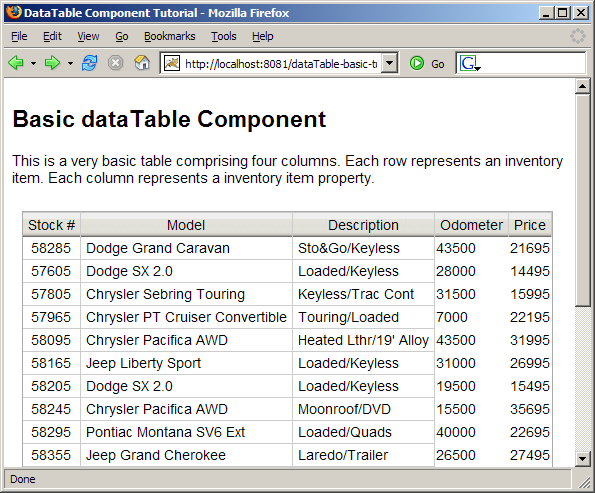 DataTable Component Tutorial - Mozilla Firefox
File Edit View Go Bookmarks Tools Help
http://localhost:8081/dataTable-basic-tu Go G
Basic dataTable Component
This is a very basic table comprising four columns. Each row represents an inventory
item. Each column represents a inventory item property.
Stock # Model Description Odometer Price
58285 Dodge Grand Caravan Sto&Go/Keyless 43500 21695
57605 Dodge SX 2.0 Loaded/Keyless 28000 14495
57805 Chrysler Sebring Touring Keyless/Trac Cont 31500 15995
57965 Chrysler PT Cruiser Convertible Touring/Loaded 7000 22195
58095 Chrysler Pacifica AWD Heated Lthr/19' Alloy 43500 31995
58165 Jeep Liberty Sport Loaded/Keyless 31000 26995
58205 Dodge SX 2.0 Loaded/Keyless 19500 15495
58245 Chrysler Pacifica AWD Moonroof/DVD 15500 35695
58295 Pontiac Montana SV6 Ext Loaded/Quads 40000 22695
58355 Jeep Grand Cherokee Laredo/Trailer 26500 27495
Done